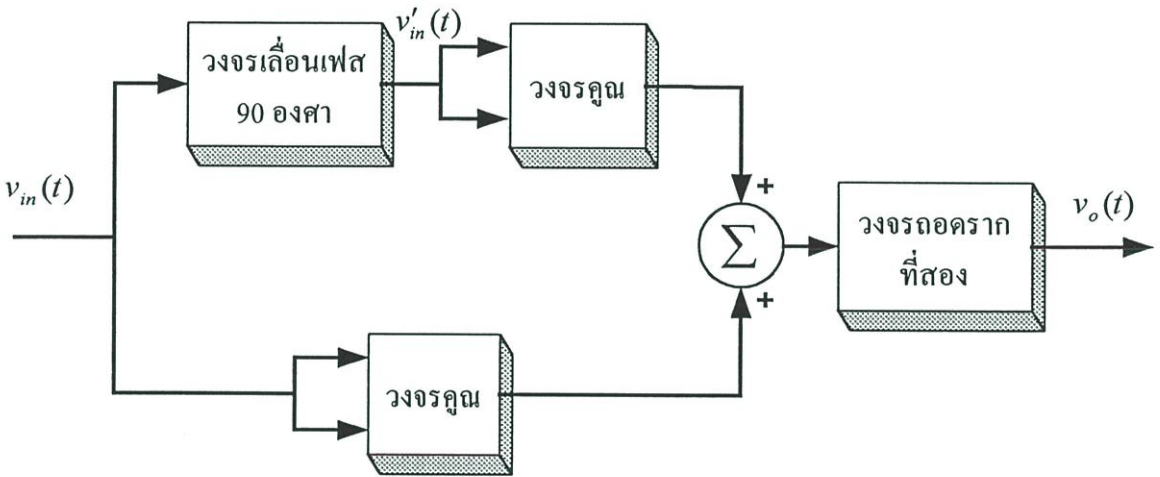 v'ᵢₙ(t)
วงจรเลื่อนเฟส
90 องศา
วงจรคูณ
vᵢₙ(t)
+
Σ
+
วงจรถอดราก
ที่สอง
vₒ(t)
วงจรคูณ